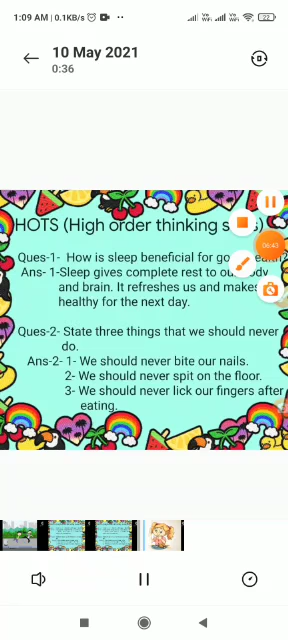 1:09 AM | 0.1KB/s
22
10 May 2021
0:36
HOTS (High order thinking s
06:43
Ques-1- How is sleep beneficial for
Ans- 1-Sleep gives complete rest to
and brain. It refreshes us and makes
healthy for the next day.
Ques-2- State three things that we should never
do.
Ans-2- 1- We should never bite our nails.
2- We should never spit on the floor.
3- We should never lick our fingers after
eating.